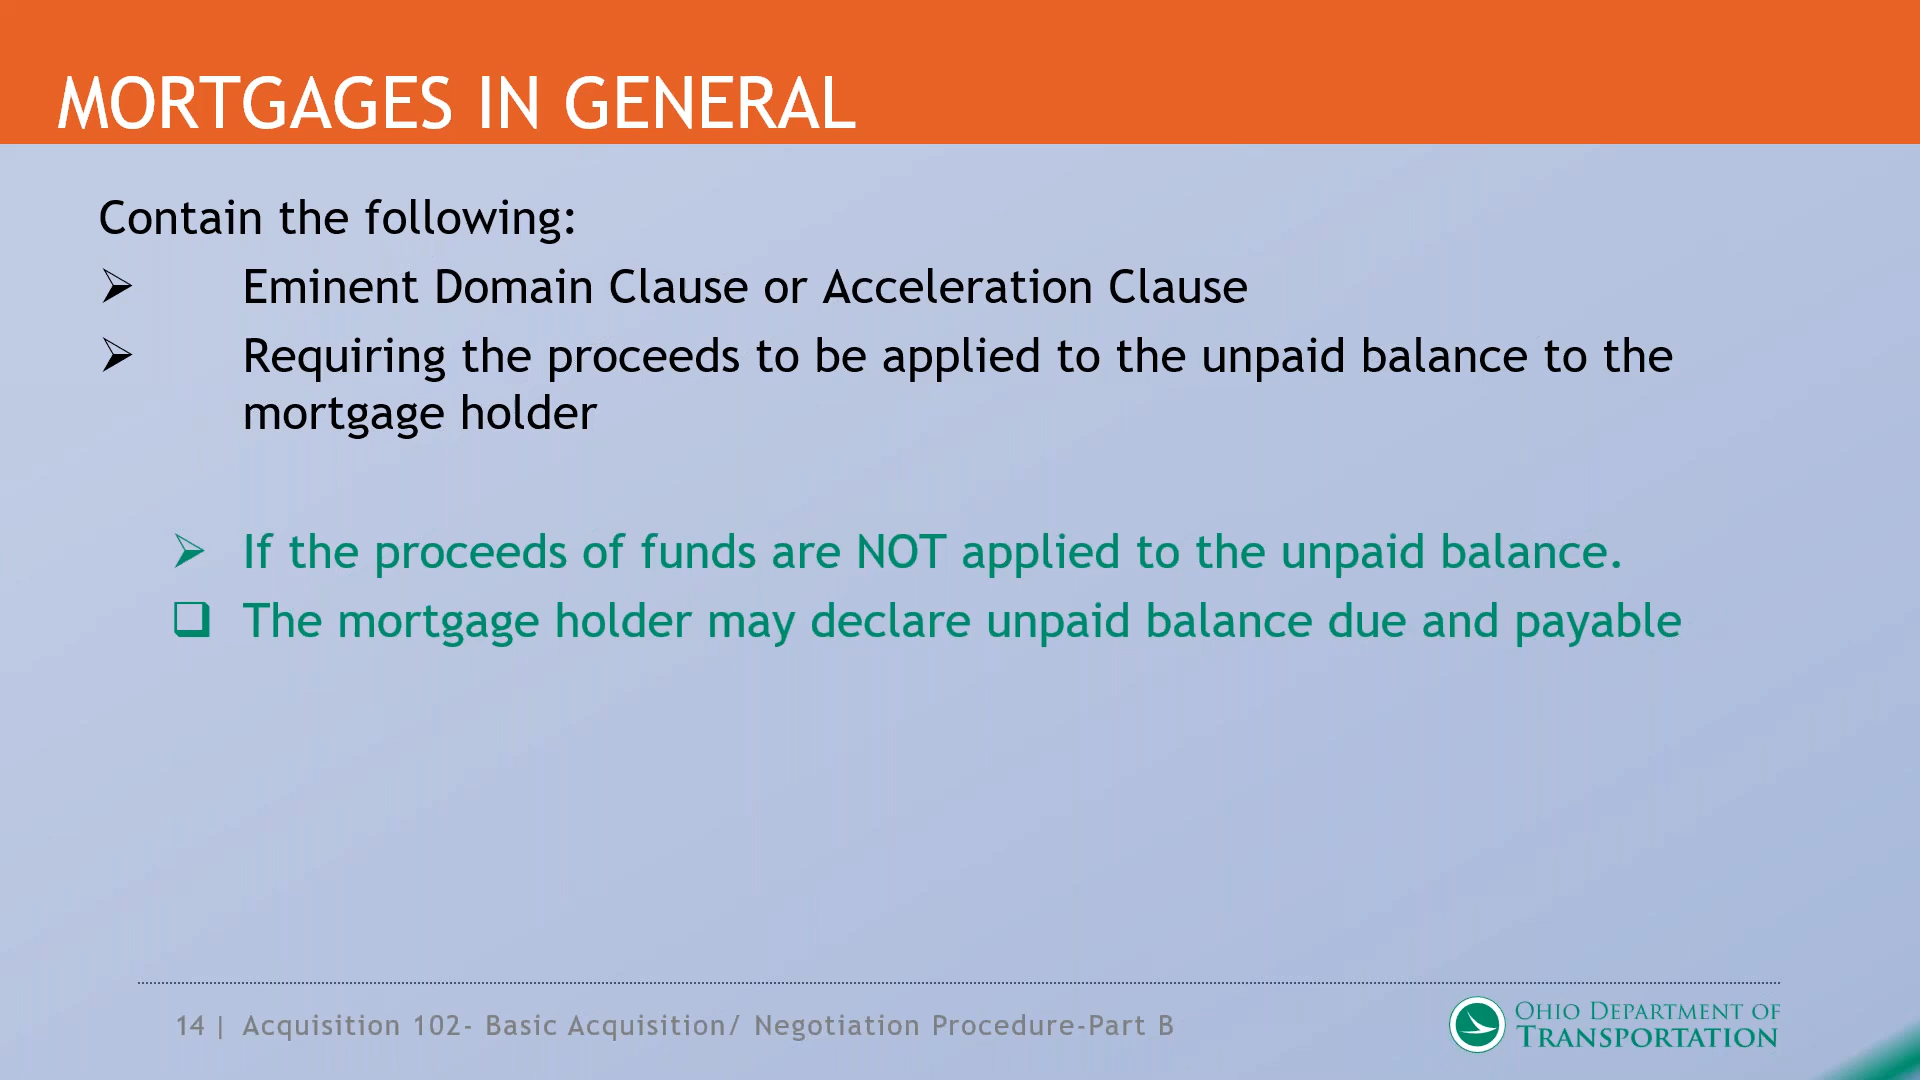 MORTGAGES IN GENERAL
Contain the following:
Eminent Domain Clause or Acceleration Clause
Requiring the proceeds to be applied to the unpaid balance to the
mortgage holder
If the proceeds of funds are NOT applied to the unpaid balance.
The mortgage holder may declare unpaid balance due and payable
14 | Acquisition 102- Basic Acquisition/ Negotiation Procedure-Part B
OHIO DEPARTMENT OF
TRANSPORTATION